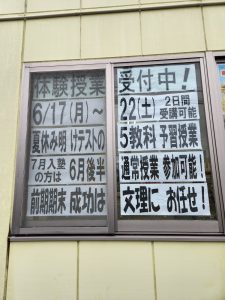 体験授業 受付中！
6/17(月)～22(土) 2日間受講可能
夏休み明けテストの5教科 予習授業
7月入塾の方は 6月後半 通常授業 参加可能！
前期期末 成功は 文理に お任せ！